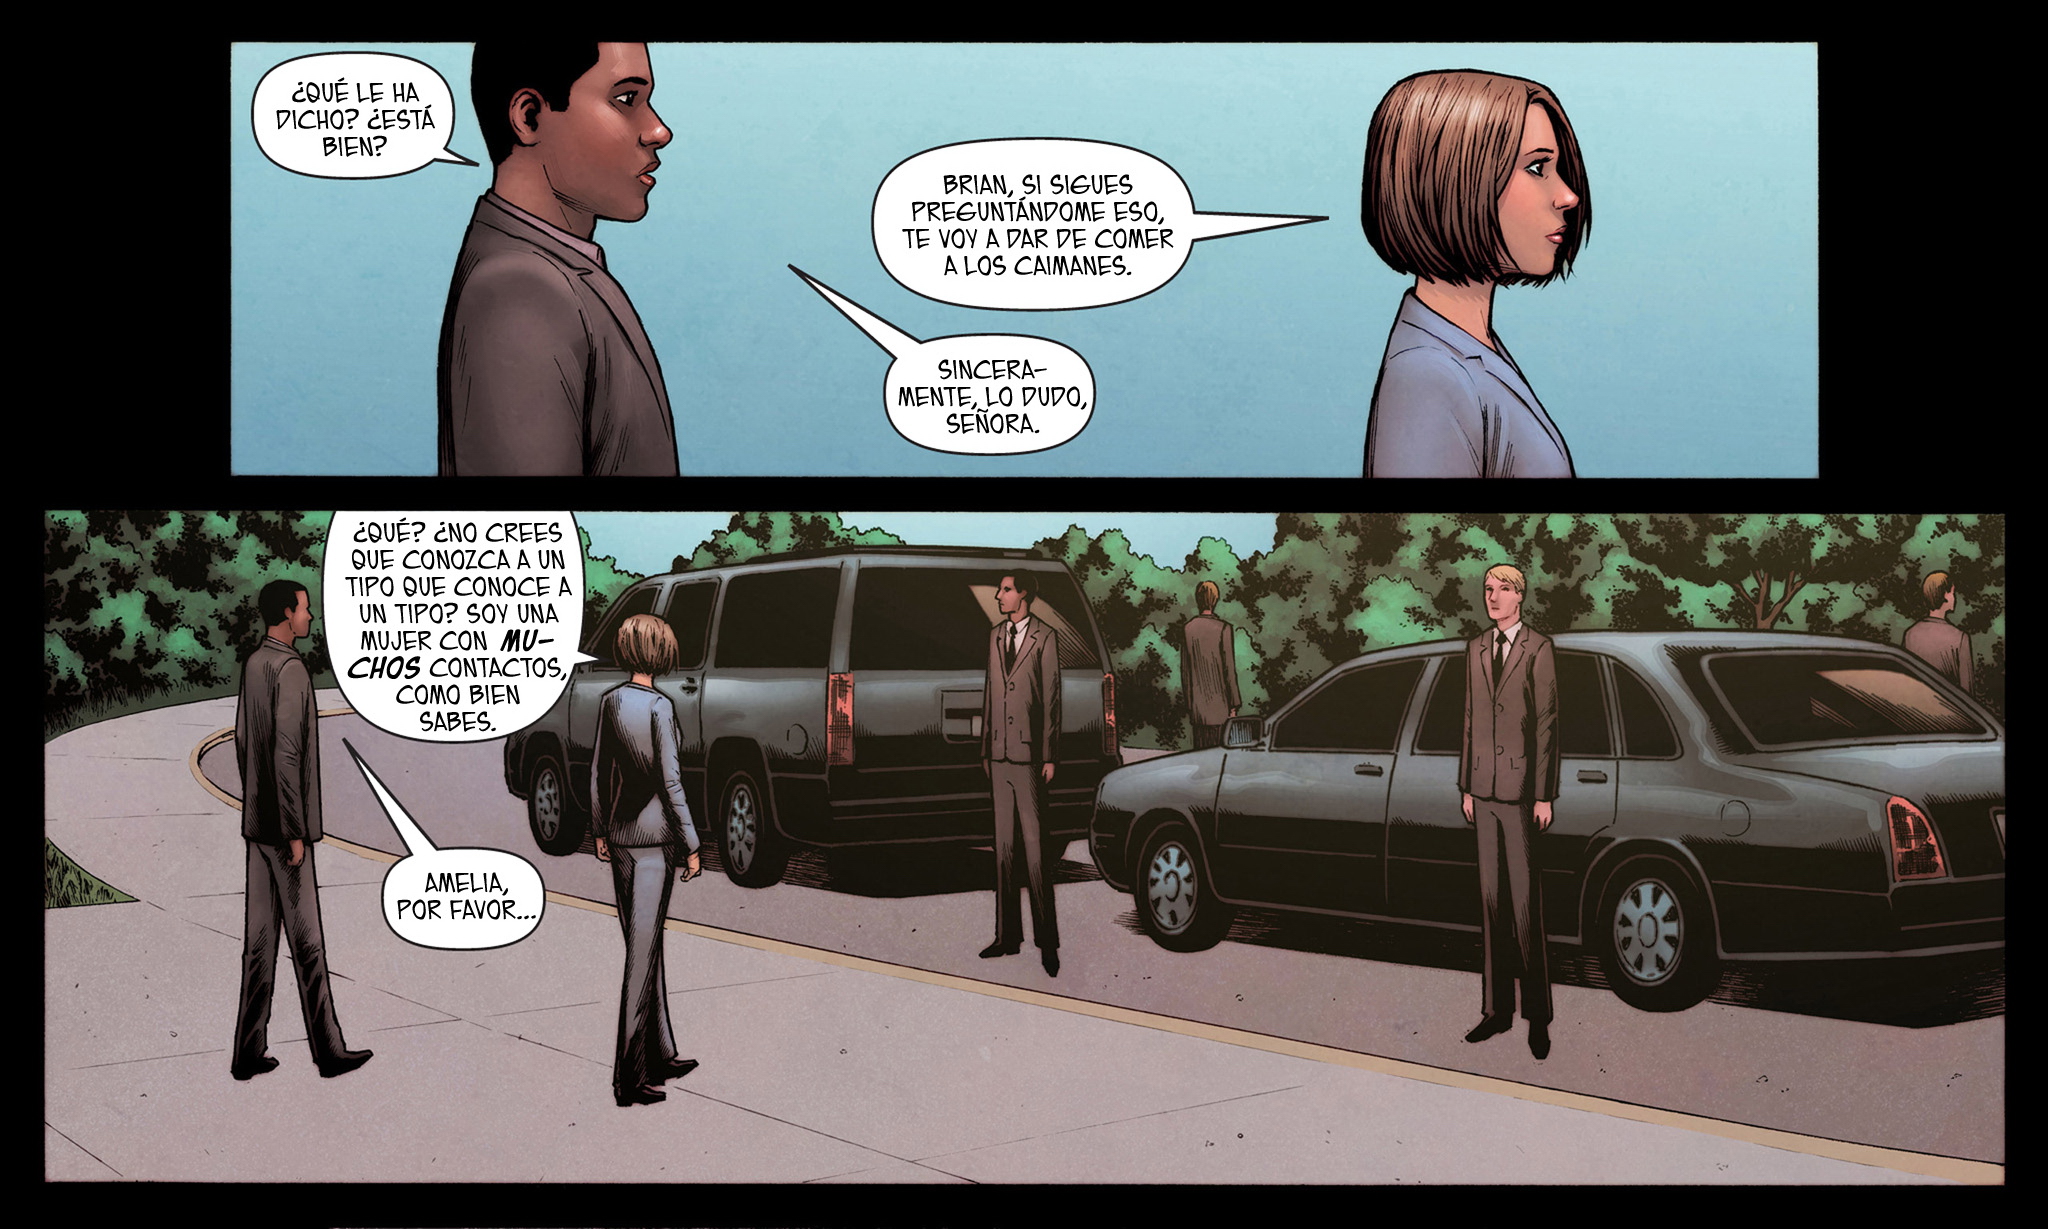 ¿QUÉ LE HA
DICHO? ¿ESTÁ
BIEN?
BRIAN, SI SIGUES
PREGUNTÁNDOME ESO,
TE VOY A DAR DE COMER
A LOS CAIMANES.
SINCERA-
MENTE, LO DUDO,
SEÑORA.
¿QUÉ? ¿NO CREES
QUE CONOZCA A UN
TIPO QUE CONOCE A
UN TIPO? SOY UNA
MUJER CON MU-
CHOS CONTACTOS,
COMO BIEN
SABES.
AMELIA,
POR FAVOR...